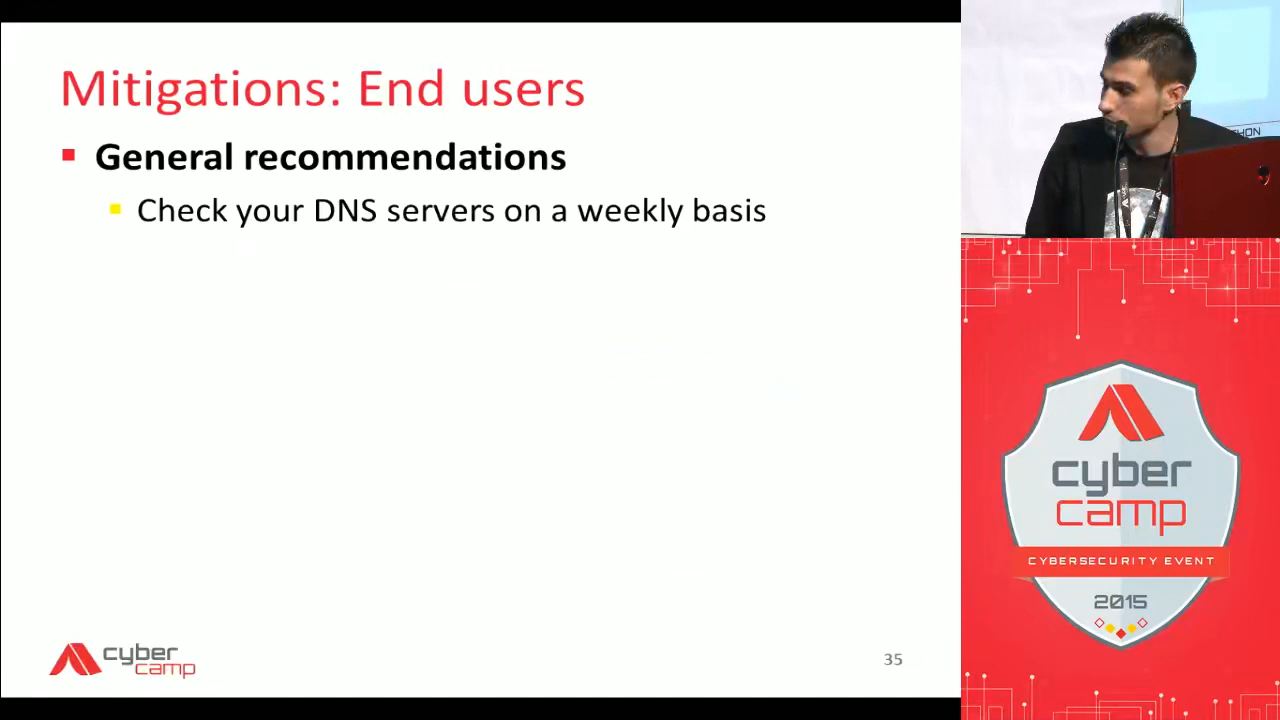 Mitigations: End users
General recommendations
Check your DNS servers on a weekly basis
cyber
camp
35
cyber
camp
CYBERSECURITY EVENT
2015